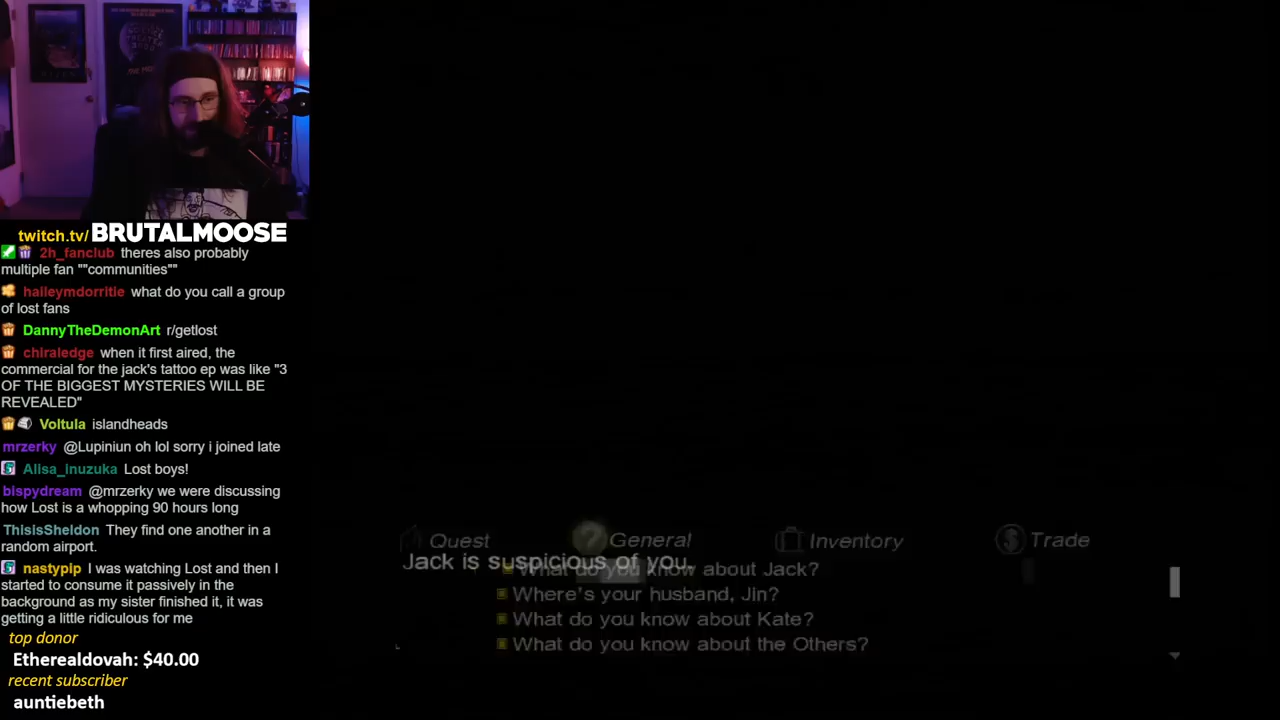 twitch.tv/BRUTALMOOSE
2h_fanclub theres also probably
multiple fan ""communities""
haileymdorritie what do you call a group
of lost fans
DannyTheDemonArt r/getlost
chiraledge when it first aired, the
commercial for the jack's tattoo ep was like "3
OF THE BIGGEST MYSTERIES WILL BE
REVEALED"
Voltula islandheads
mrzerky @Lupiniun oh lol sorry i joined late
Alisa_inuzuka Lost boys!
bispydream @mrzerky we were discussing
how Lost is a whopping 90 hours long
ThisisSheldon They find one another in a
random airport.
nastypip I was watching Lost and then I
started to consume it passively in the
background as my sister finished it, it was
getting a little ridiculous for me
top donor
Etherealdovah: $40.00
recent subscriber
auntiebeth
Quest General Inventory Trade
Jack is suspicious of you.
What do you know about Jack?
Where's your husband, Jin?
What do you know about Kate?
What do you know about the Others?